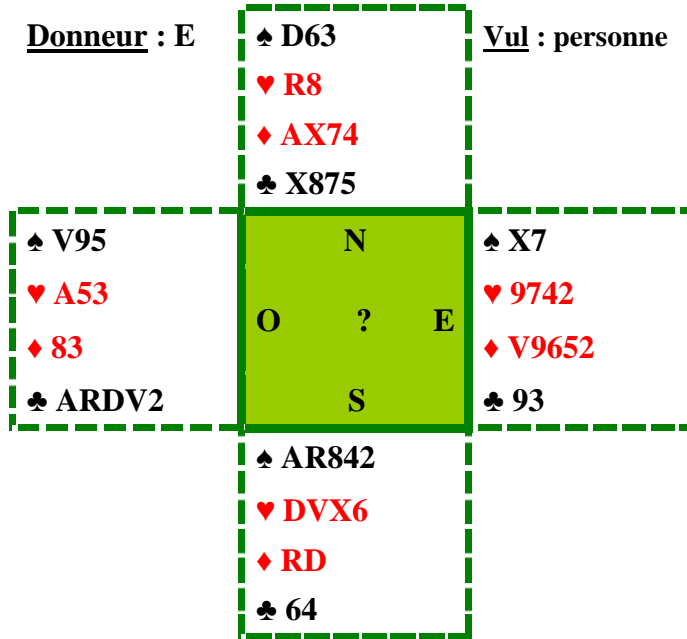 Donneur : E
Vul : personne
♠ D63
♥ R8
♦ AX74
♣ X875
♠ V95
♥ A53
♦ 83
♣ ARDV2
N
O ? E
S
♠ X7
♥ 9742
♦ V9652
♣ 93
♠ AR842
♥ DVX6
♦ RD
♣ 64